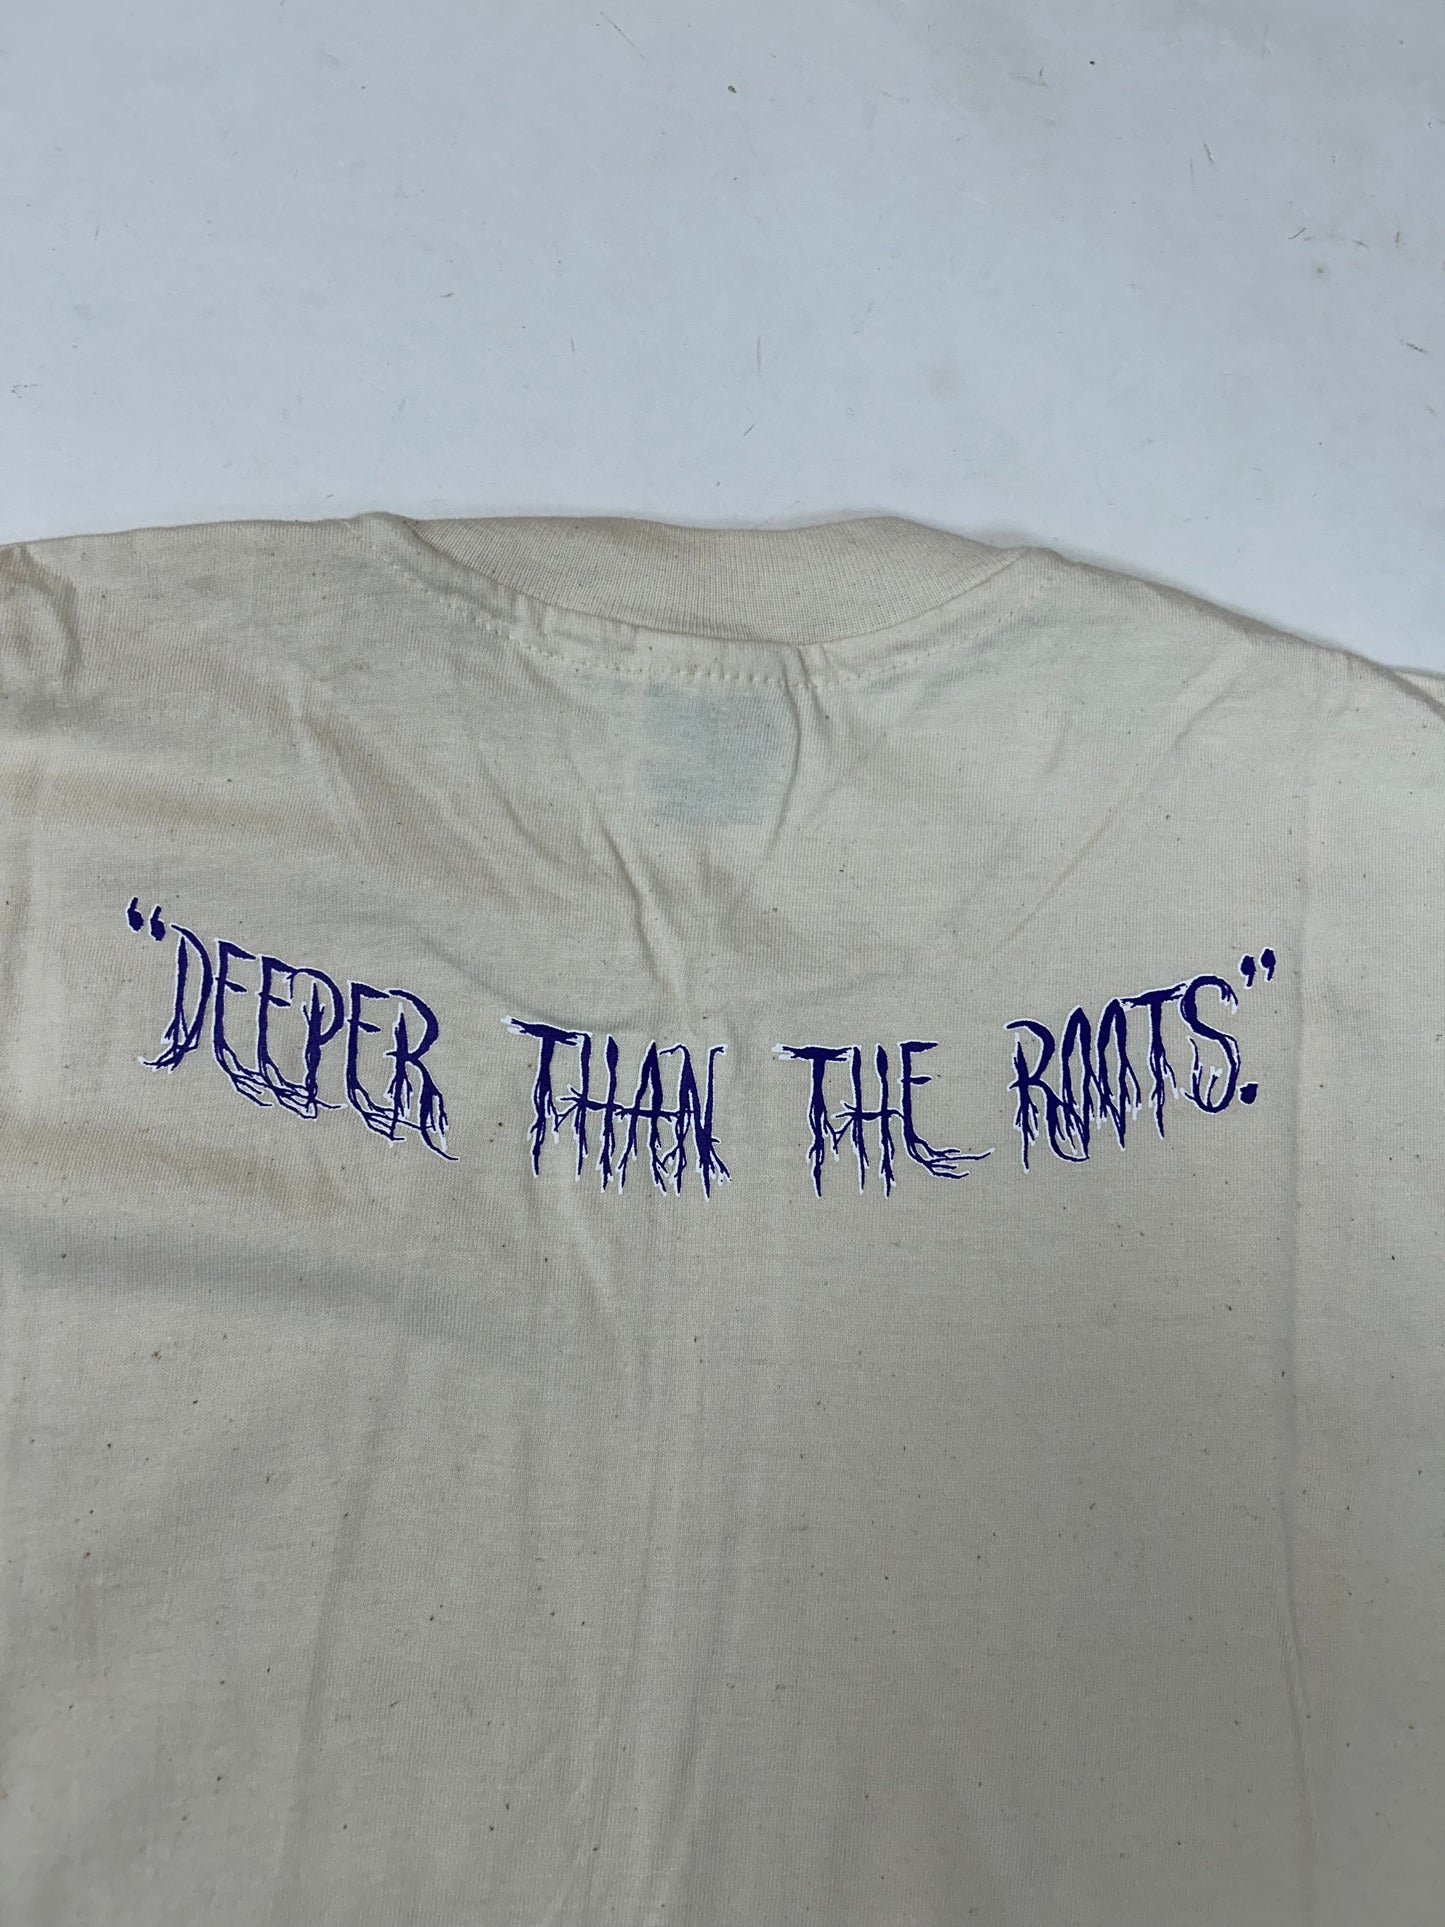 “DEEPER THAN THE ROOTS.”